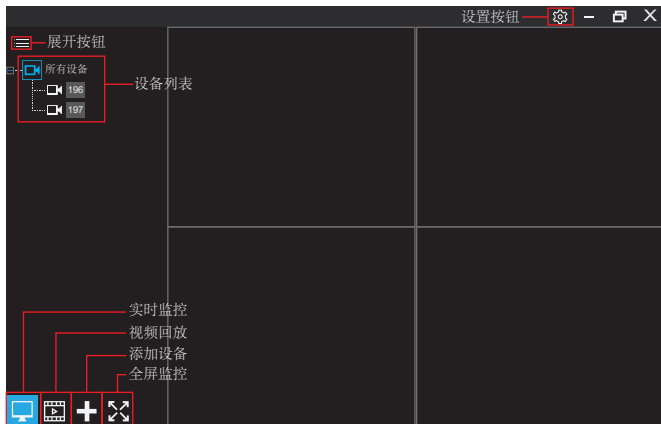 设置按钮
展开按钮
所有设备
设备列表
196
197
实时监控
视频回放
添加设备
全屏监控